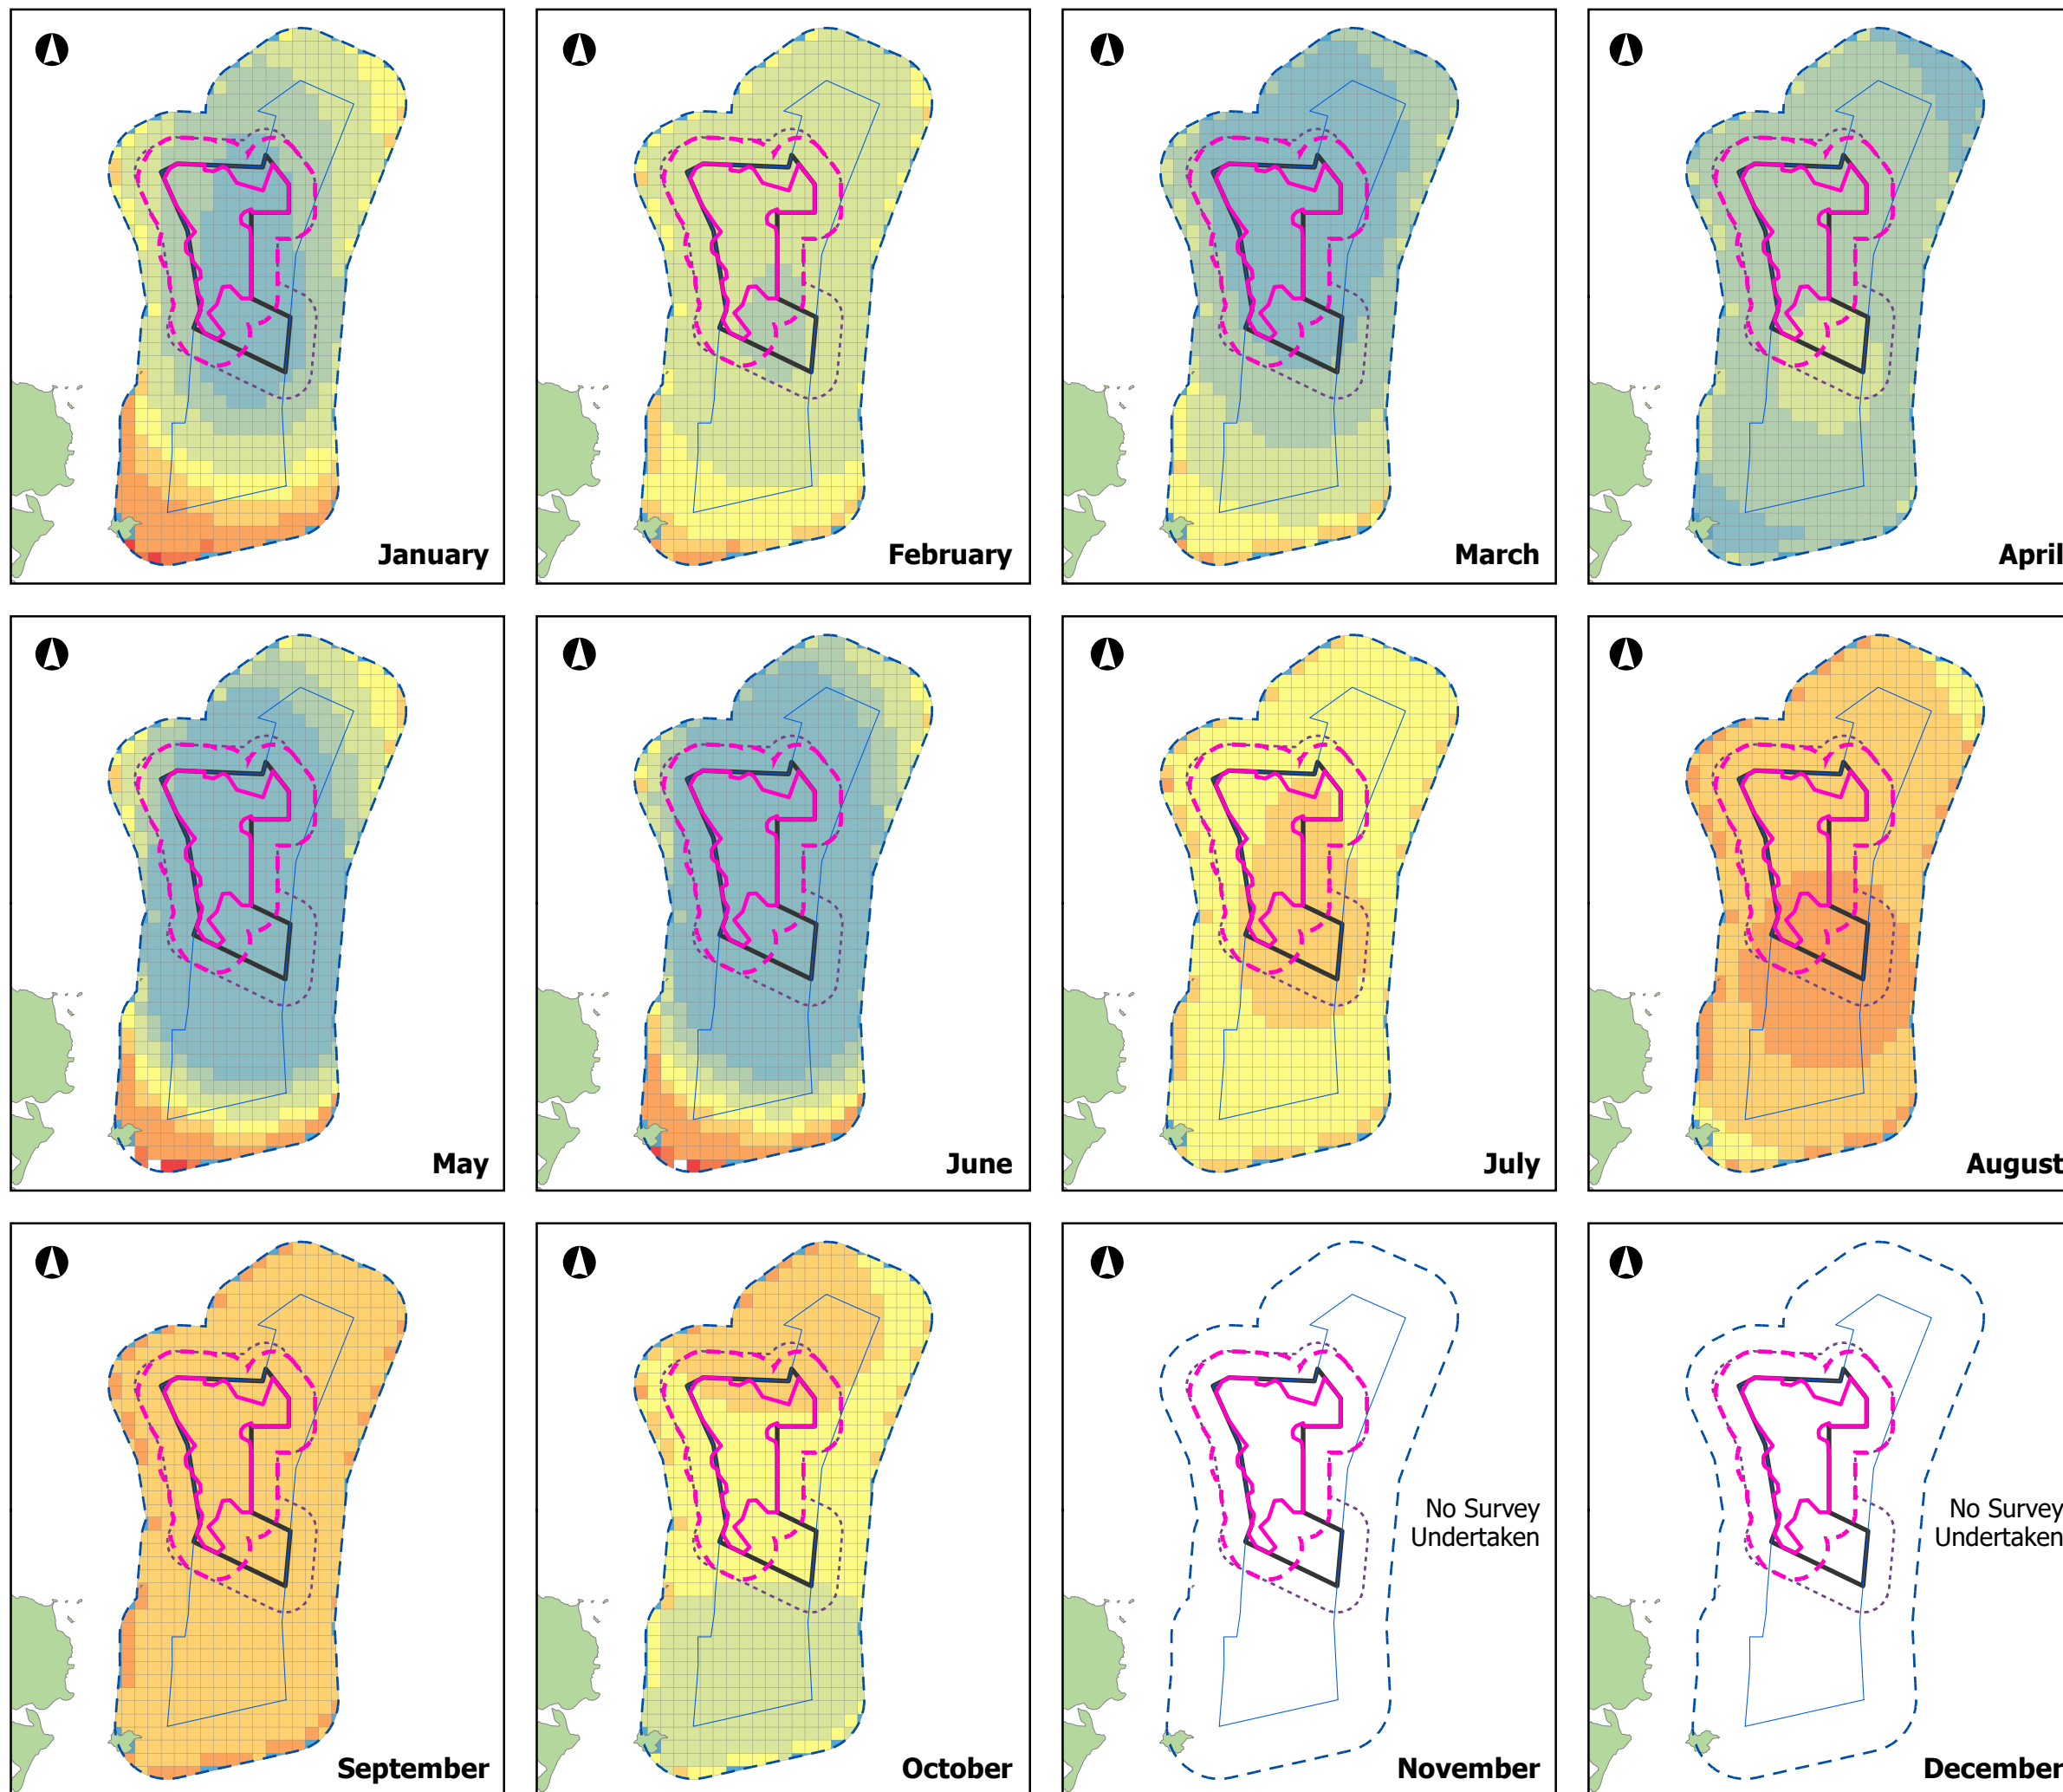 January
February
March
April
May
June
July
August
September
October
No Survey
Undertaken
November
No Survey
Undertaken
December